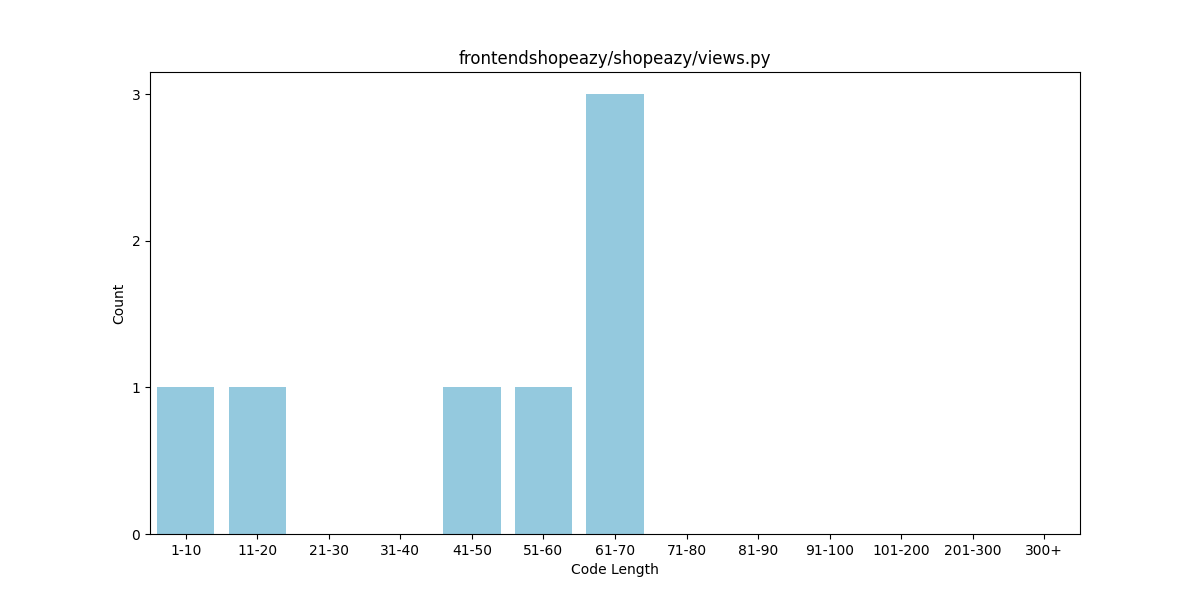 frontendshopeazy/shopeazy/views.py
3
2
1
0
Count
1-10 11-20 21-30 31-40 41-50 51-60 61-70 71-80 81-90 91-100 101-200 201-300 300+
Code Length